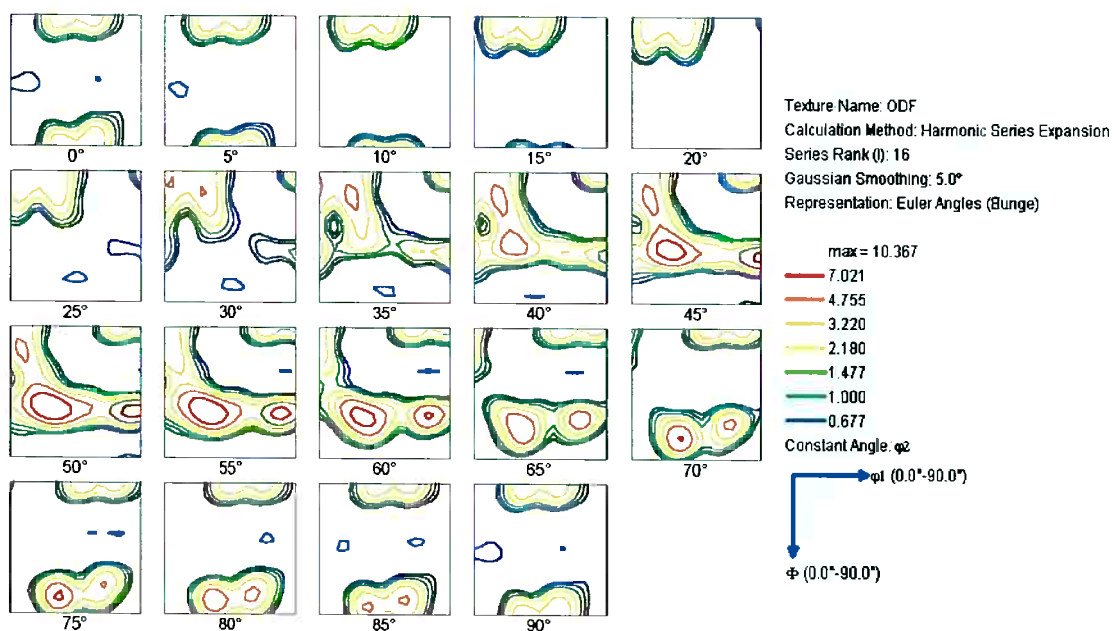 0° 5° 10° 15° 20°
25° 30° 35° 40° 45°
50° 55° 60° 65° 70°
75° 80° 85° 90°
Texture Name: ODF
Calculation Method: Harmonic Series Expansion
Series Rank (l): 16
Gaussian Smoothing: 5.0°
Representation: Euler Angles (Bunge)
max = 10.367
7.021
4.755
3.220
2.180
1.477
1.000
0.677
Constant Angle: φ2
φ1 (0.0°-90.0°)
Φ (0.0°-90.0°)